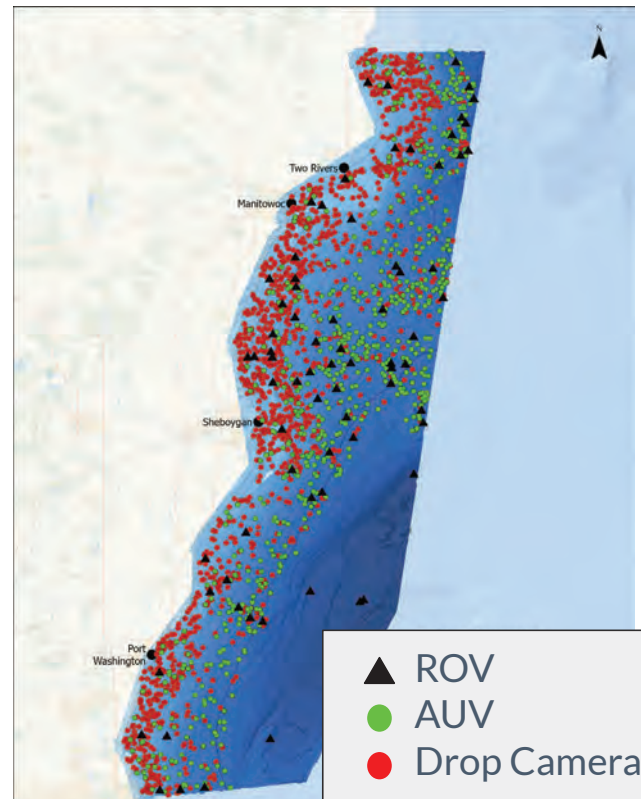 N
Two Rivers
Manitowoc
Sheboygan
Port
Washington
ROV
AUV
Drop Camera